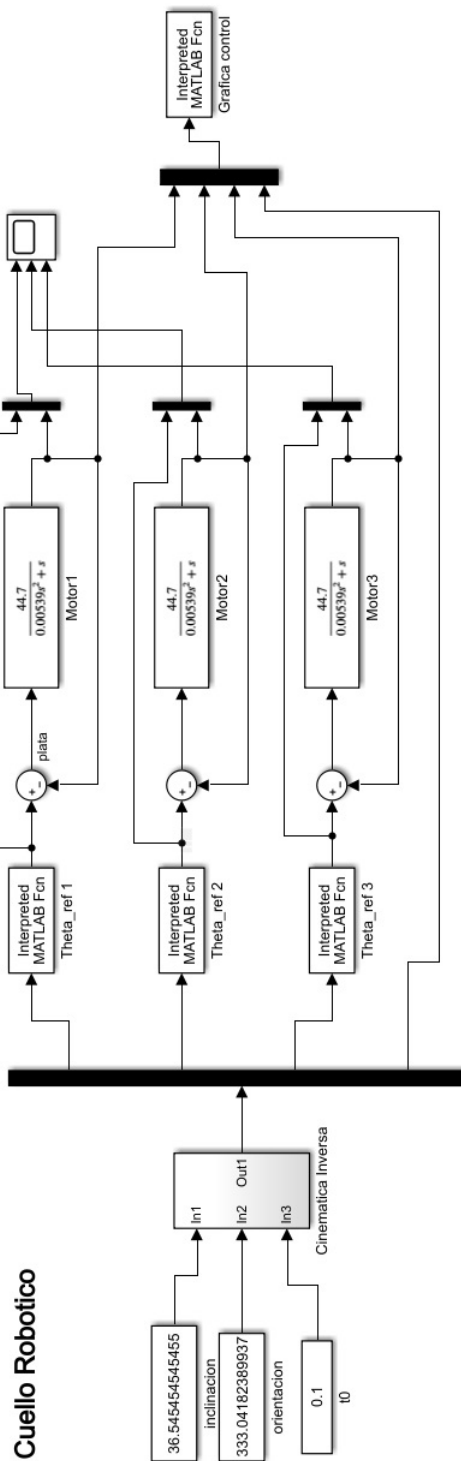 Cuello Robotico
36.545454545455
inclinacion
333.04182389937
orientacion
0.1
t0
In1
In2
In3
Out1
Cinematica Inversa
Interpreted
MATLAB Fcn
Theta_ref 1
+
-
plata
44.7
0.00539s² + s
Motor1
Interpreted
MATLAB Fcn
Theta_ref 2
+
-
44.7
0.00539s² + s
Motor2
Interpreted
MATLAB Fcn
Theta_ref 3
+
-
44.7
0.00539s² + s
Motor3
Interpreted
MATLAB Fcn
Grafica control